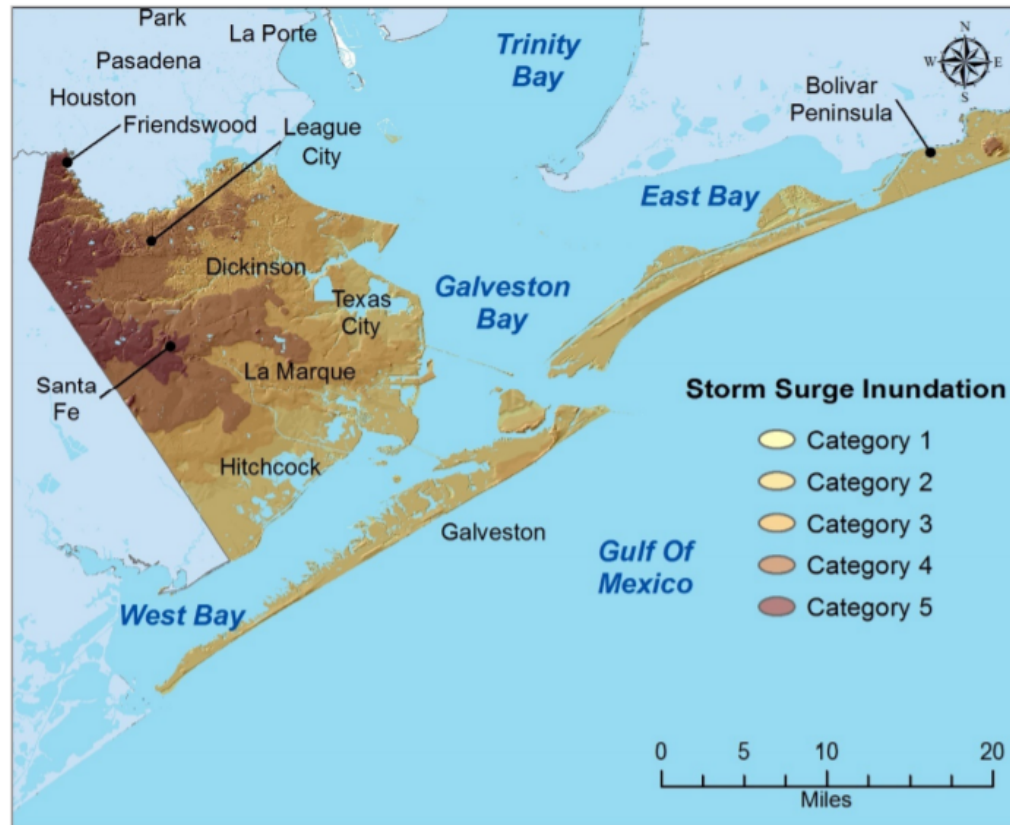 Park
La Porte
Trinity
Bay
N
W
E
S
Pasadena
Bolivar
Peninsula
Houston
Friendswood
League
City
East Bay
Dickinson
Galveston
Bay
Texas
City
La Marque
Santa
Fe
Storm Surge Inundation
Category 1
Category 2
Category 3
Category 4
Category 5
Hitchcock
Galveston
Gulf Of
Mexico
West Bay
0 5 10 20
Miles